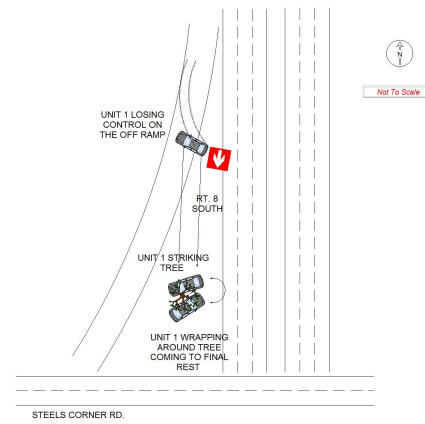 N
Not To Scale
UNIT 1 LOSING
CONTROL ON
THE OFF RAMP
RT. 8
SOUTH
UNIT 1 STRIKING
TREE
UNIT 1 WRAPPING
AROUND TREE
COMING TO FINAL
REST
STEELS CORNER RD.